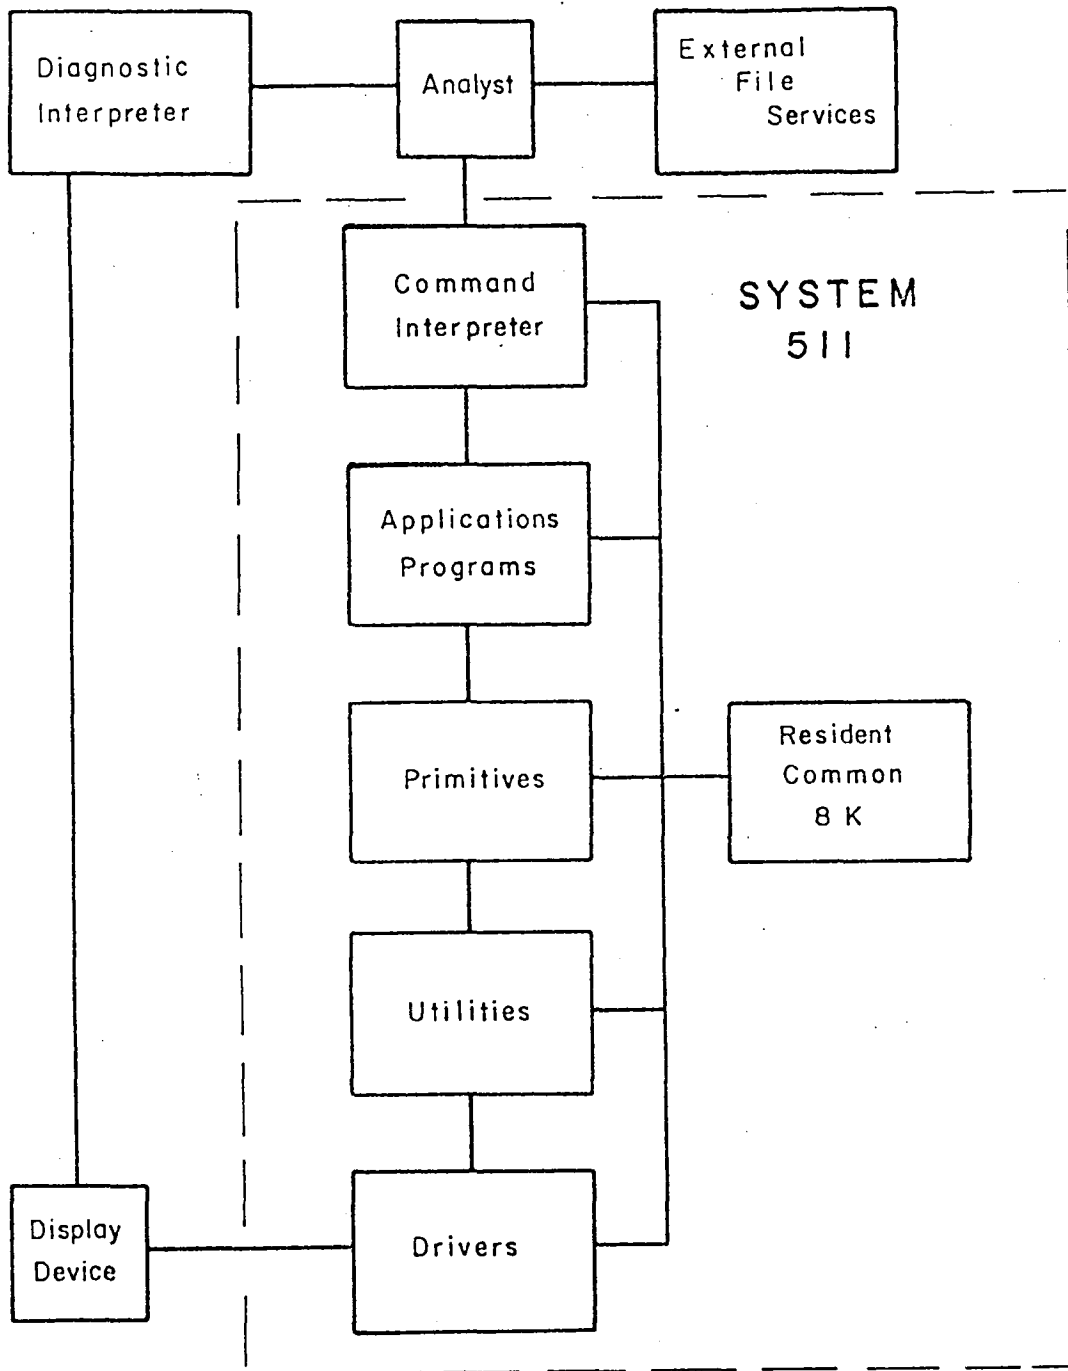 Diagnostic
Interpreter
Analyst
External
File
Services
SYSTEM
511
Command
Interpreter
Applications
Programs
Primitives
Resident
Common
8 K
Utilities
Display
Device
Drivers